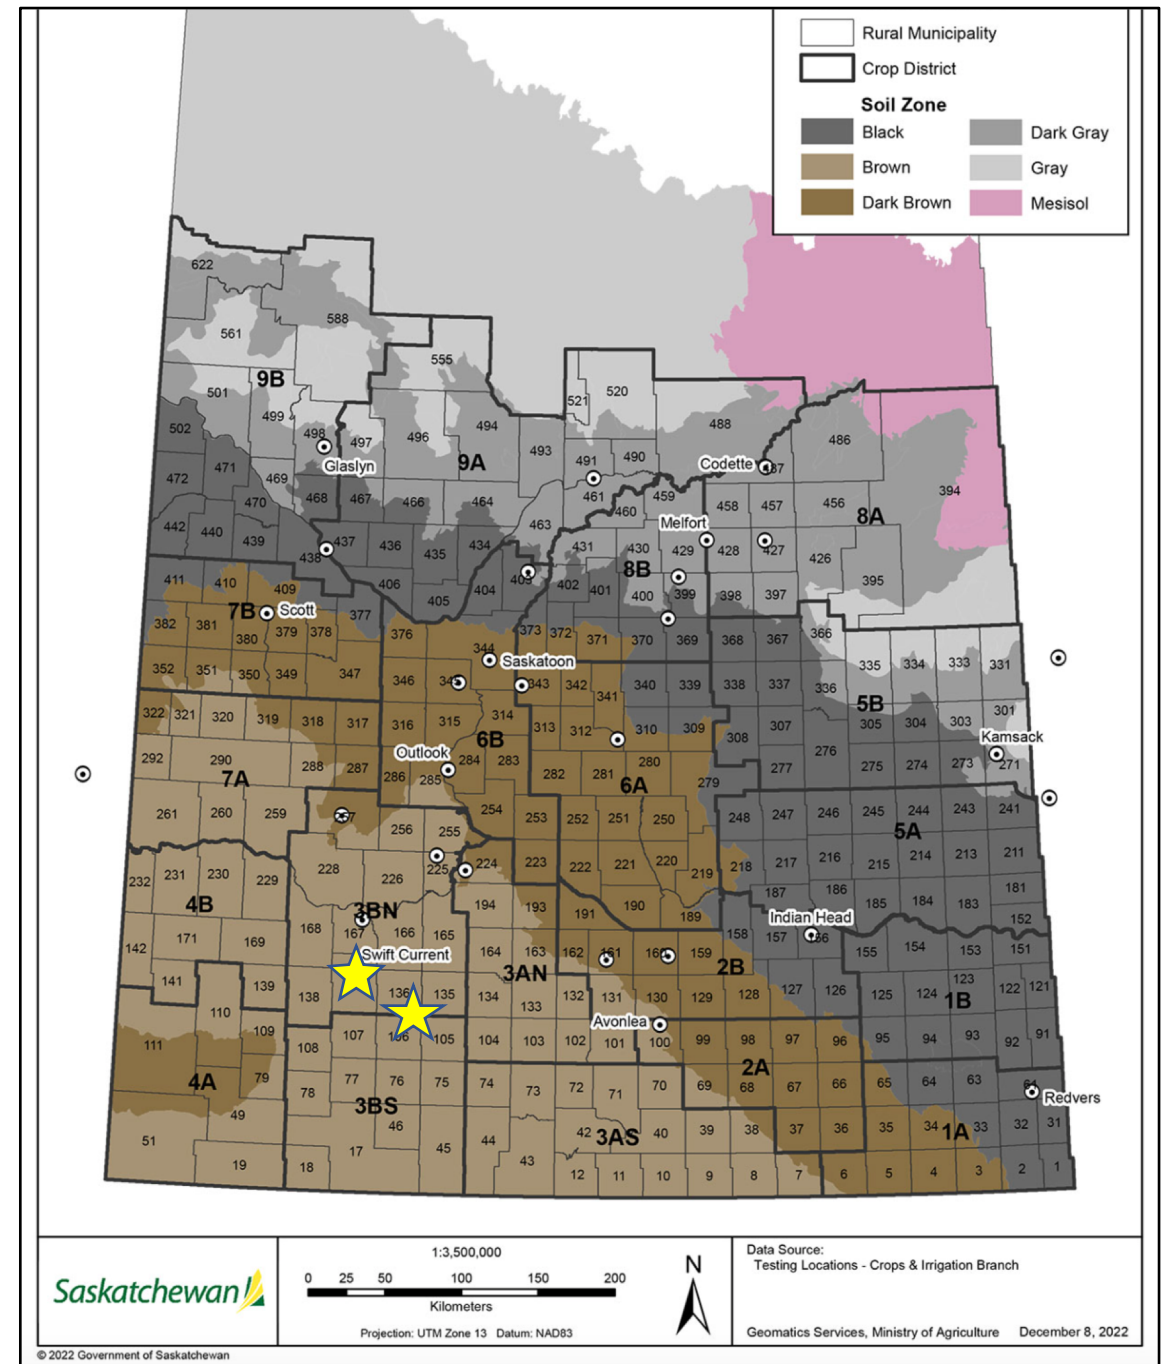 Rural Municipality
Crop District
Soil Zone
Black Dark Gray
Brown Gray
Dark Brown Mesisol
622
588
561
555
9B
501
520
521
499
502
498 497 496 494
488
486
493
Glaslyn
9A
491 490
Codette
471
472
469
394
470 468 467 466 464
461 459
458 457 456
460
8A
442 440 439
463
Melfort
438 437 436 435 434
431 430 429 428 427 426
8B
411 410 409
406 405 404 402 401 400 399 398 397 395
7B Scott
377
382 381 380 379 378
376
373 372 371 370 369 368 367 366
344
Saskatoon
335 334 333 331
352 351 350 349 347 346
343 342 341 340 339 338 337 336
5B
322 321 320 319 318 317 316 315 314 313 312 310 309 308 307
305 304 303 301
6B
Kamsack
292 290 288 287 286 285 284 283 282 281 280 279 277 276 275 274 273 271
Outlook
7A
6A
261 260 259
256 255 254 253 252 251 250 248 247 246 245 244 243 241
5A
232 231 230 229 228 226 225 224 223 222 221 220 219 218 217 216 215 214 213 211
4B
3BN
194 193 191 190 189 187 186 185 184 183 181
Indian Head
152
142 171 169 168 167 166 165 164 163 162 159 158 157 155 154 153 151
Swift Current
3AN
2B
141 139 138 136 135 134 133 132 131 130 129 128 127 126 125 124 123 122 121
1B
110
Avonlea
111 109 108 107 105 104 103 102 101 100 99 98 97 96 95 94 93 92 91
4A
2A
79 78 77 76 75 74 73 72 71 70 69 68 67 66 65 64 63
Redvers
3BS
49 46
51 19 18 17 45 44 43 42 40 39 38 37 36 35 34 33 32 31
3AS
1A
12 11 10 9 8 7 6 5 4 3 2 1
1:3,500,000
0 25 50 100 150 200
Kilometers
Projection: UTM Zone 13 Datum: NAD83
Saskatchewan
N
Data Source:
Testing Locations - Crops & Irrigation Branch
Geomatics Services, Ministry of Agriculture December 8, 2022
© 2022 Government of Saskatchewan